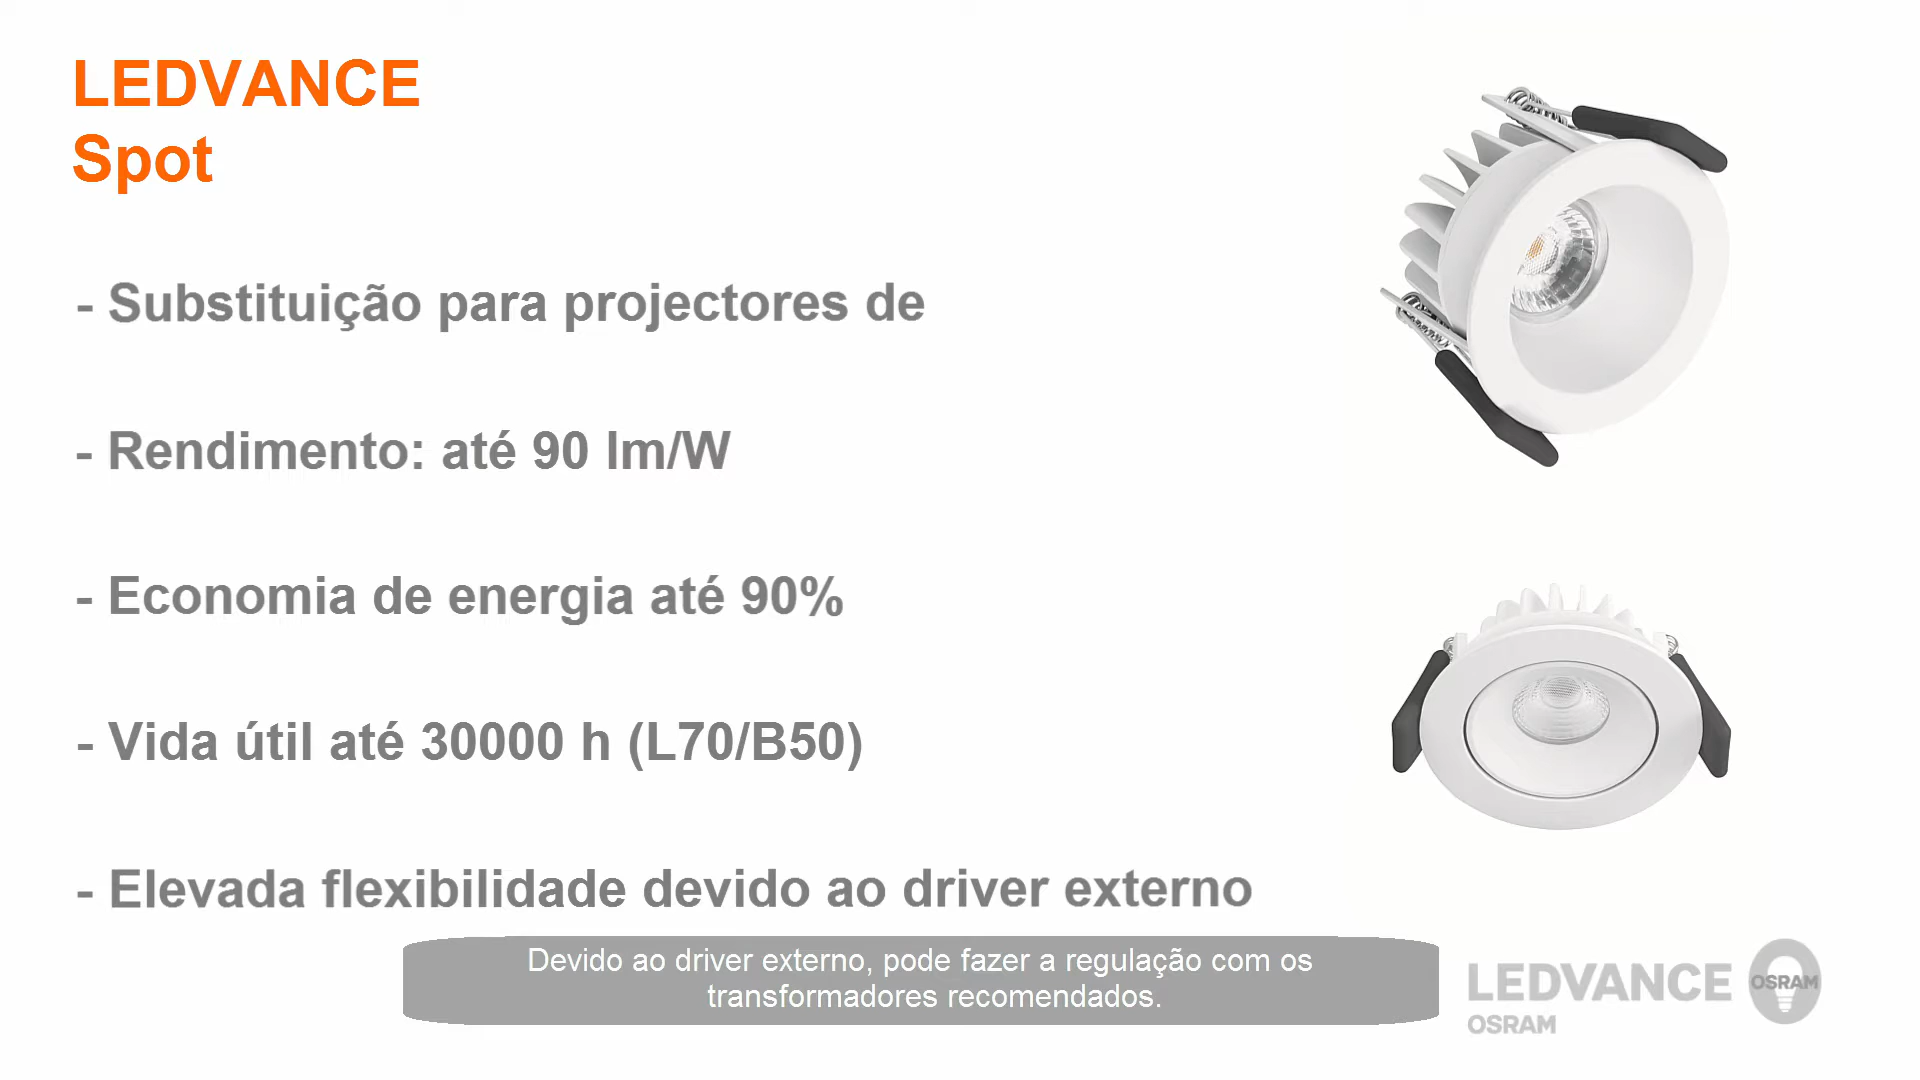 LEDVANCE
Spot
- Substituição para projectores de
- Rendimento: até 90 lm/W
- Economia de energia até 90%
- Vida útil até 30000 h (L70/B50)
- Elevada flexibilidade devido ao driver externo
Devido ao driver externo, pode fazer a regulação com os
transformadores recomendados.
LEDVANCE
OSRAM
OSRAM